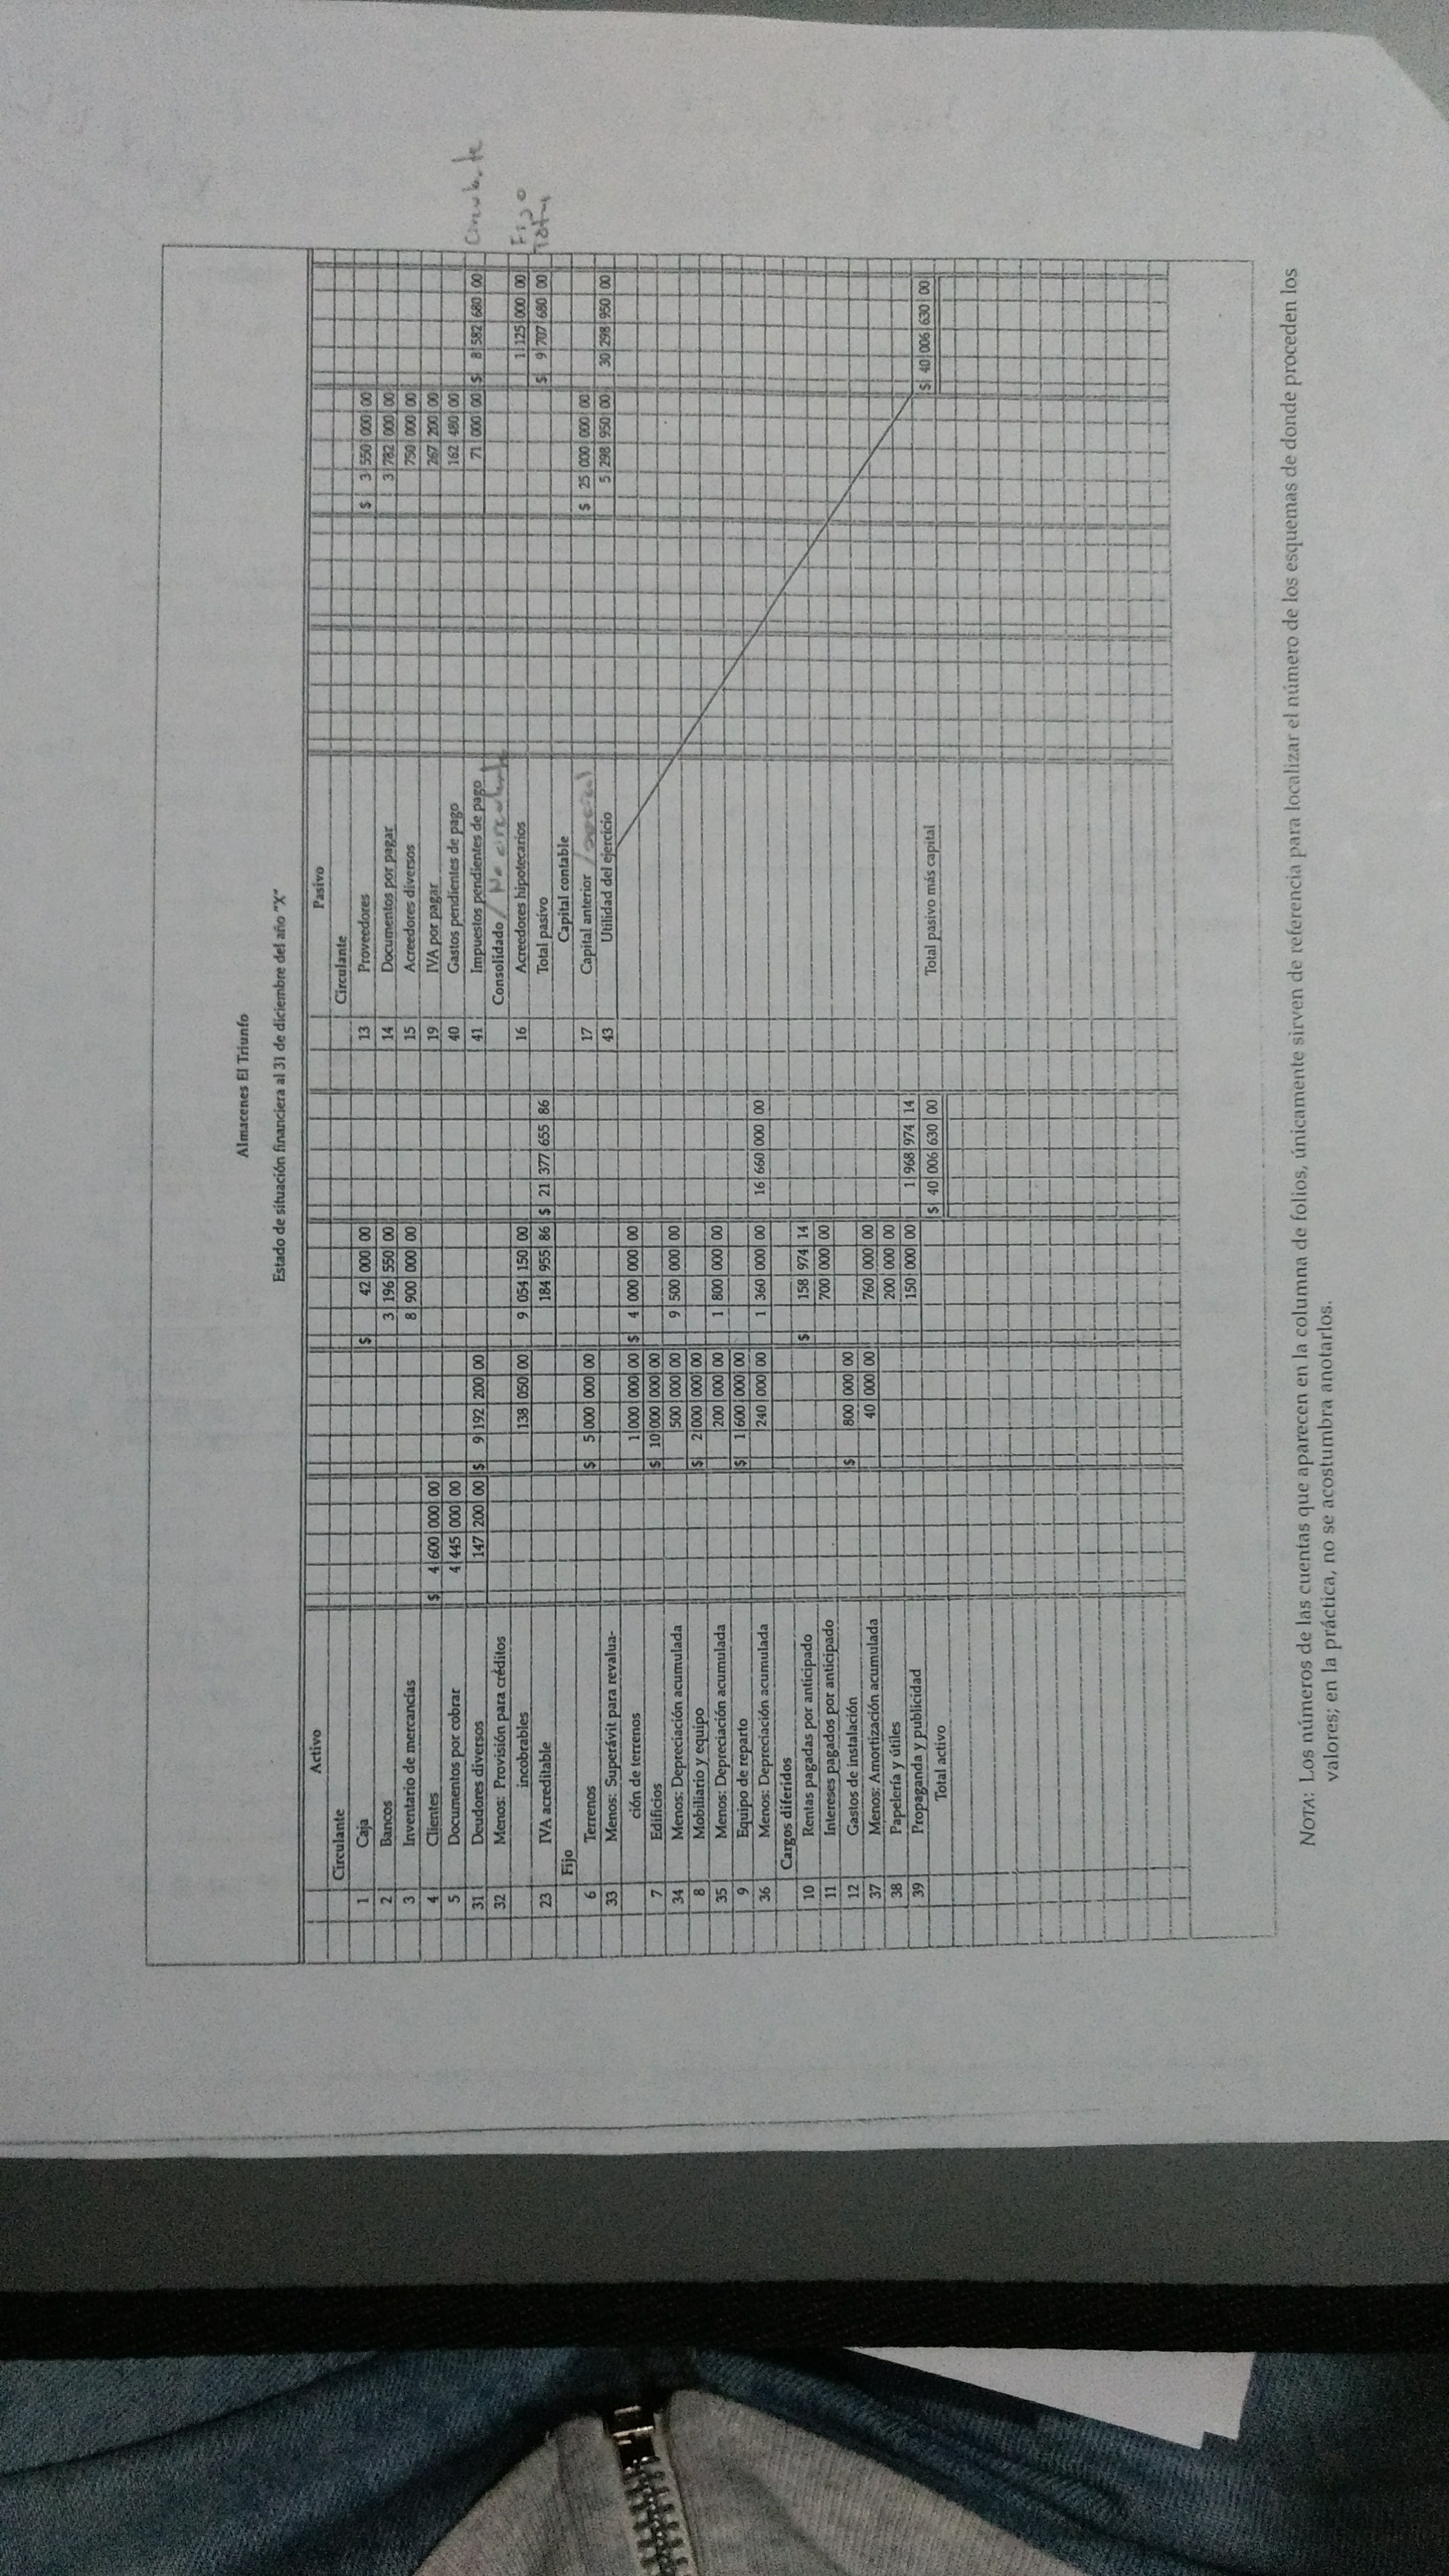 Almacenes El Triunfo
Estado de situación financiera al 31 de diciembre del año "X"
Activo
Circulante
1 Caja $ 42 000 00
2 Bancos 3 196 550 00
3 Inventario de mercancías 8 900 000 00
4 Clientes $ 4 600 000 00
5 Documentos por cobrar 4 445 000 00
31 Deudores diversos 147 200 00 $ 9 192 200 00
32 Menos: Provisión para créditos
incobrables 138 050 00 9 054 150 00
23 IVA acreditable 184 955 86 $ 21 377 655 86
Fijo
6 Terrenos $ 5 000 000 00
33 Menos: Superávit para revalua-
ción de terrenos 1 000 000 00 $ 4 000 000 00
7 Edificios $ 10 000 000 00
34 Menos: Depreciación acumulada 500 000 00 9 500 000 00
8 Mobiliario y equipo $ 2 000 000 00
35 Menos: Depreciación acumulada 200 000 00 1 800 000 00
9 Equipo de reparto $ 1 600 000 00
36 Menos: Depreciación acumulada 240 000 00 1 360 000 00 16 660 000 00
Cargos diferidos
10 Rentas pagadas por anticipado $ 158 974 14
11 Intereses pagados por anticipado 700 000 00
12 Gastos de instalación $ 800 000 00
37 Menos: Amortización acumulada 40 000 00 760 000 00
38 Papelería y útiles 200 000 00
39 Propaganda y publicidad 150 000 00 1 968 974 14
Total activo $ 40 006 630 00
Pasivo
Circulante
13 Proveedores $ 3 550 000 00
14 Documentos por pagar 3 782 000 00
15 Acreedores diversos 750 000 00
19 IVA por pagar 267 200 00
40 Gastos pendientes de pago 162 480 00
41 Impuestos pendientes de pago 71 000 00 $ 8 582 680 00 Circulante
Consolidado / No circulante
16 Acreedores hipotecarios 1 125 000 00 Fijo
Total pasivo $ 9 707 680 00 Total
Capital contable
17 Capital anterior / $ 25 000 000 00
43 Utilidad del ejercicio 5 298 950 00 30 298 950 00
Total pasivo más capital $ 40 006 630 00
NOTA: Los números de las cuentas que aparecen en la columna de folios, únicamente sirven de referencia para localizar el número de los esquemas de donde proceden los
valores; en la práctica, no se acostumbra anotarlos.